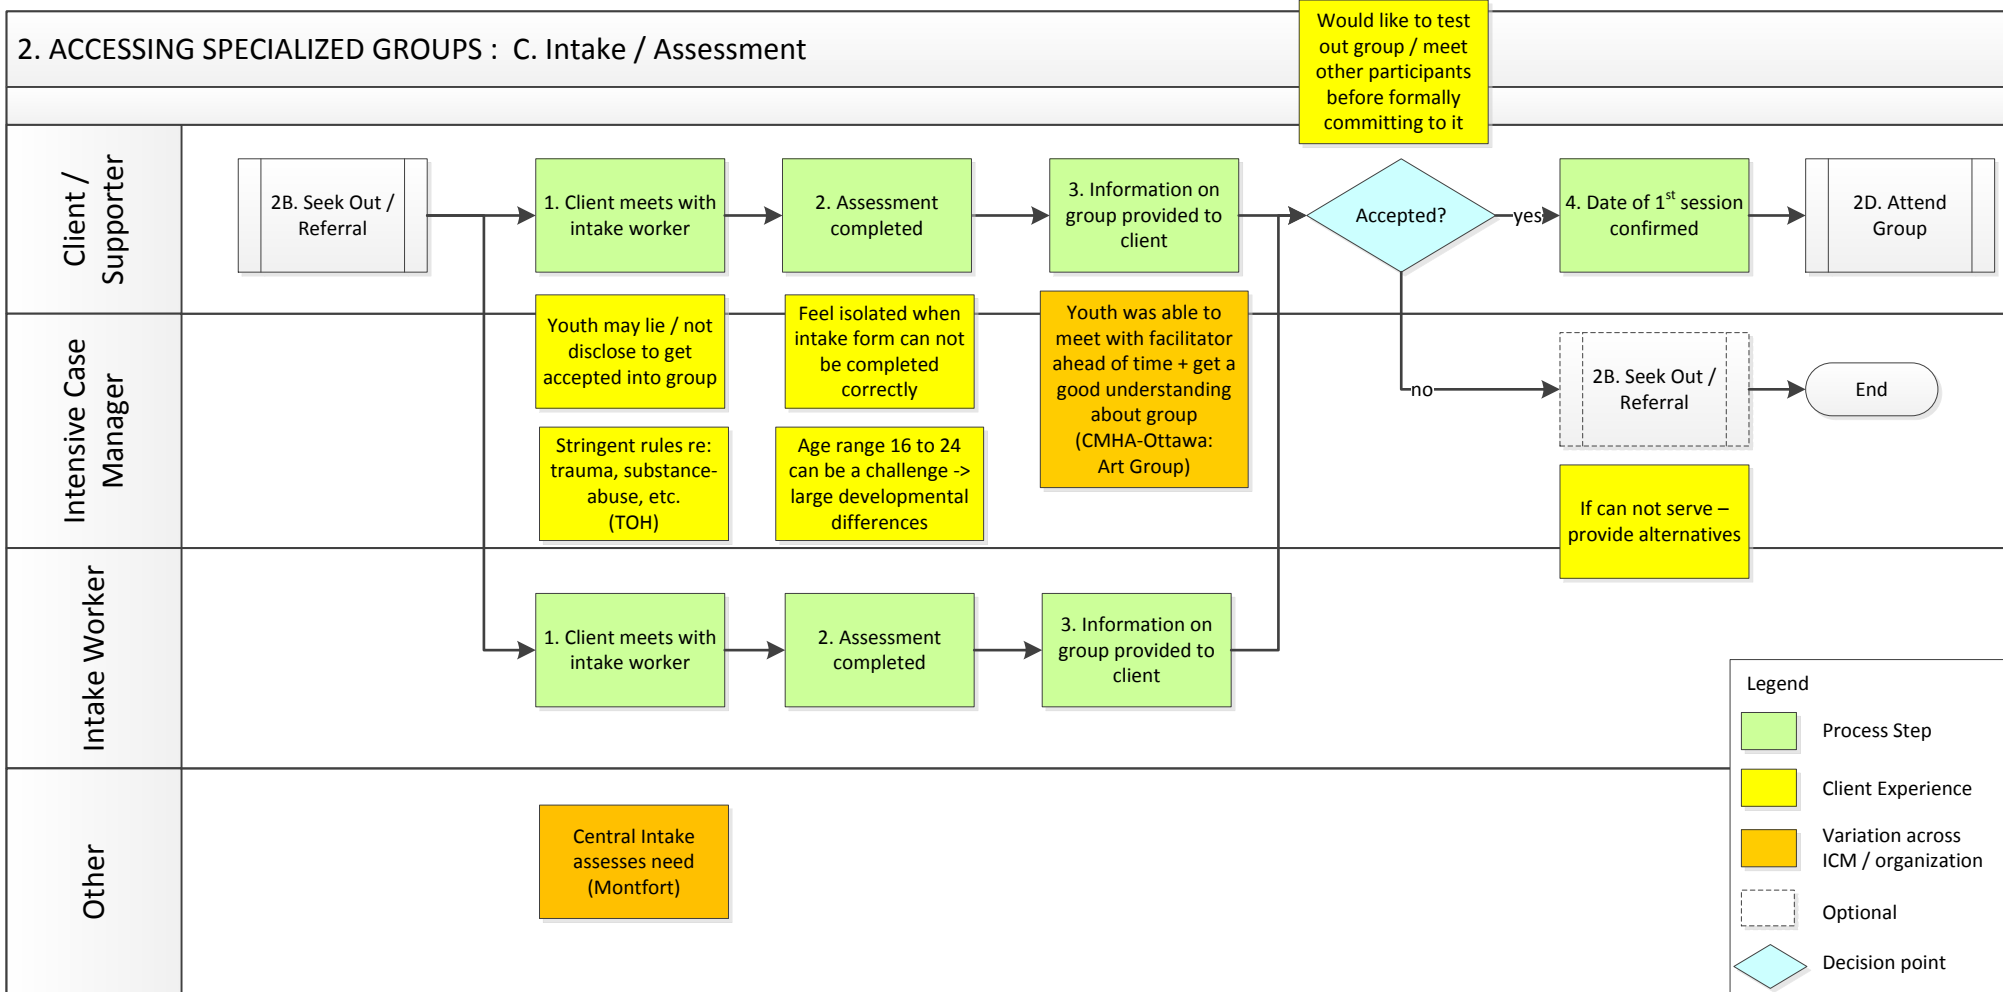 2. ACCESSING SPECIALIZED GROUPS :  C. Intake / Assessment
Would like to test
out group / meet
other participants
before formally
committing to it
Client /
Supporter
2B. Seek Out /
Referral
1. Client meets with
intake worker
2. Assessment
completed
3. Information on
group provided to
client
Accepted?
yes
4. Date of 1st session
confirmed
2D. Attend
Group
Intensive Case
Manager
Youth may lie / not
disclose to get
accepted into group
Feel isolated when
intake form can not
be completed
correctly
Youth was able to
meet with facilitator
ahead of time + get a
good understanding
about group
(CMHA-Ottawa:
Art Group)
no
2B. Seek Out /
Referral
End
Stringent rules re:
trauma, substance-
abuse, etc.
(TOH)
Age range 16 to 24
can be a challenge ->
large developmental
differences
If can not serve –
provide alternatives
Intake Worker
1. Client meets with
intake worker
2. Assessment
completed
3. Information on
group provided to
client
Other
Central Intake
assesses need
(Montfort)
Legend
Process Step
Client Experience
Variation across
ICM / organization
Optional
Decision point